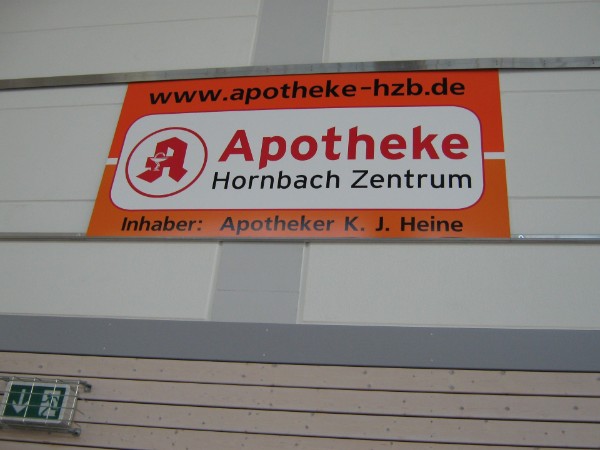 www.apotheke-hzb.de
Apotheke
Hornbach Zentrum
Inhaber: Apotheker K. J. Heine